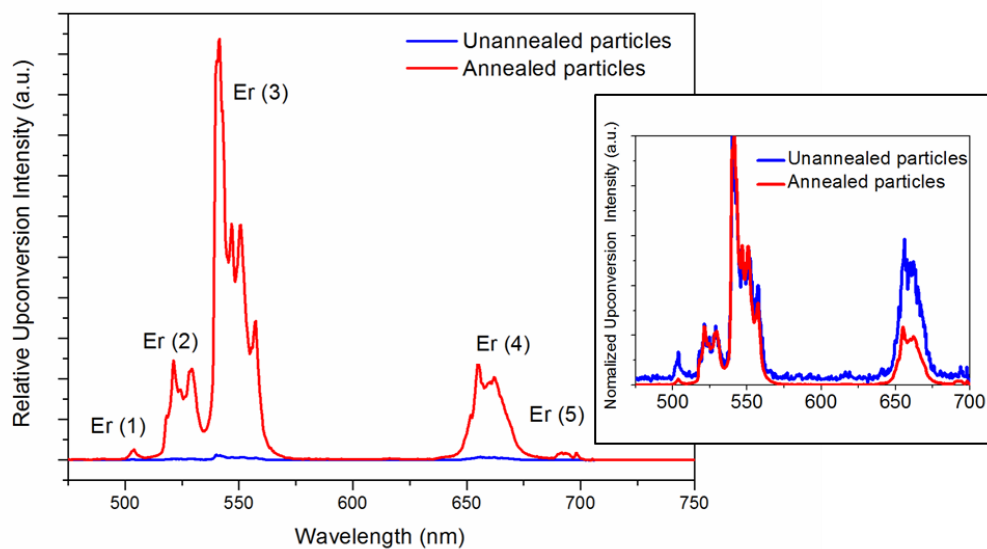 Relative Upconversion Intensity (a.u.)
Unannealed particles
Annealed particles
Er (3)
Er (2)
Er (4)
Er (1)
Er (5)
500
550
600
650
700
750
Wavelength (nm)
Normalized Upconversion Intensity (a.u.)
Unannealed particles
Annealed particles
500
550
600
650
700